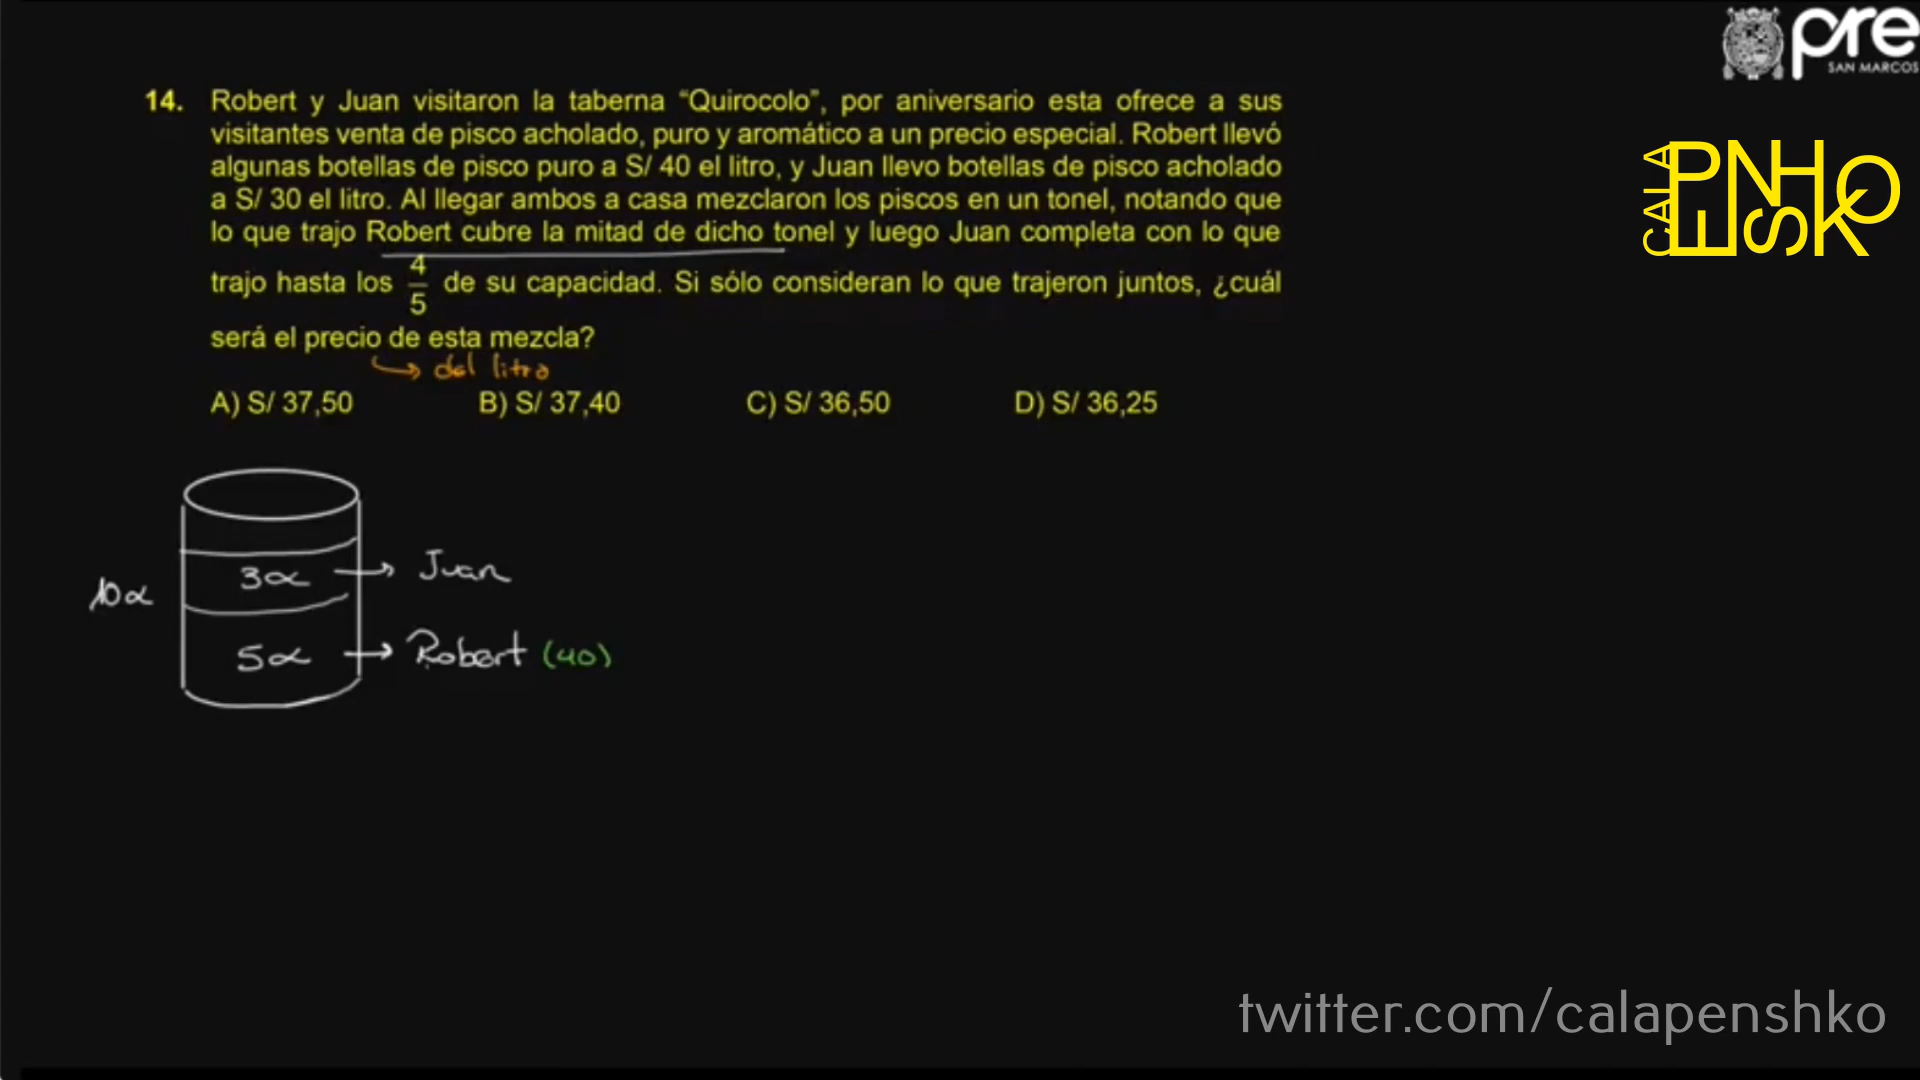 pre
SAN MARCOS
CALA
PENSHKO
14. Robert y Juan visitaron la taberna “Quirocolo”, por aniversario esta ofrece a sus
visitantes venta de pisco acholado, puro y aromático a un precio especial. Robert llevó
algunas botellas de pisco puro a S/ 40 el litro, y Juan llevo botellas de pisco acholado
a S/ 30 el litro. Al llegar ambos a casa mezclaron los piscos en un tonel, notando que
lo que trajo Robert cubre la mitad de dicho tonel y luego Juan completa con lo que
trajo hasta los 4/5 de su capacidad. Si sólo consideran lo que trajeron juntos, ¿cuál
será el precio de esta mezcla?
del litro
A) S/ 37,50 B) S/ 37,40 C) S/ 36,50 D) S/ 36,25
3α → Juan
10α
5α → Robert (40)
twitter.com/calapenshko